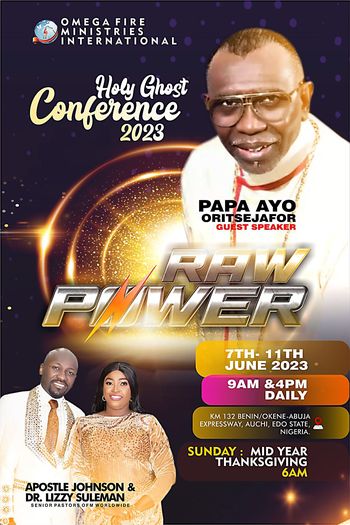 OMEGA FIRE
MINISTRIES
INTERNATIONAL
Holy Ghost
Conference
2023
PAPA AYO
ORITSEJAFOR
GUEST SPEAKER
RAW
POWER
7TH- 11TH
JUNE 2023
9AM &4PM
DAILY
KM 132 BENIN/OKENE-ABUJA
EXPRESSWAY, AUCHI, EDO STATE,
NIGERIA.
SUNDAY : MID YEAR
THANKSGIVING
6AM
APOSTLE JOHNSON &
DR. LIZZY SULEMAN
SENIOR PASTORS OFM WORLDWIDE